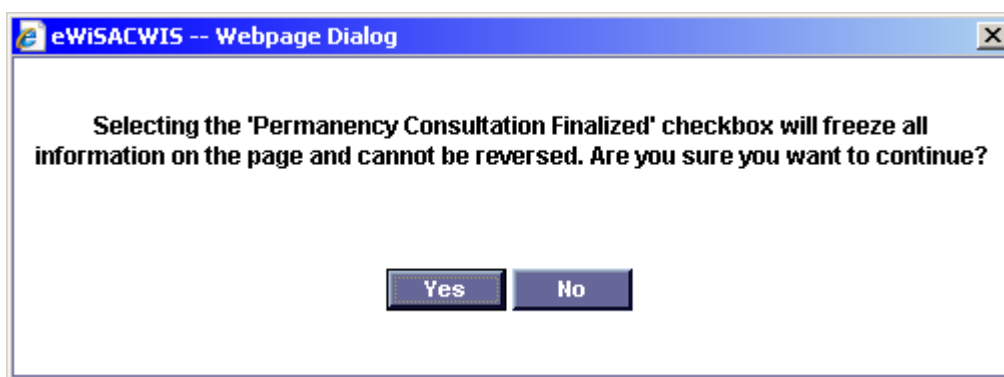 eWiSACWIS -- Webpage Dialog
Selecting the 'Permanency Consultation Finalized' checkbox will freeze all
information on the page and cannot be reversed. Are you sure you want to continue?
Yes No